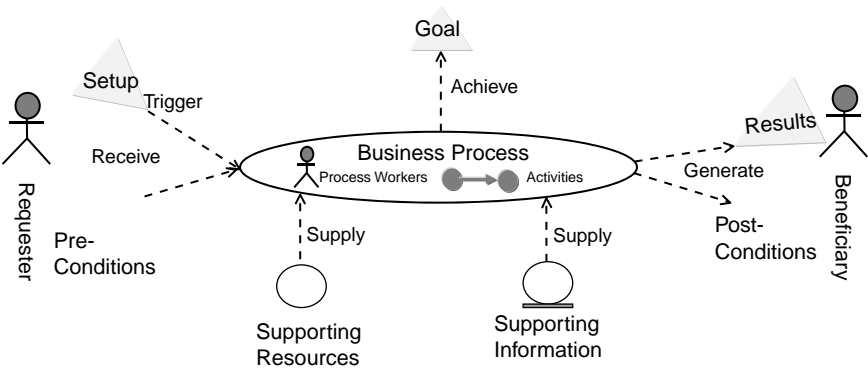 Goal
Setup
Trigger
Achieve
Results
Receive
Business Process
Process Workers
Activities
Generate
Requester
Beneficiary
Pre-
Conditions
Supply
Supply
Post-
Conditions
Supporting
Resources
Supporting
Information